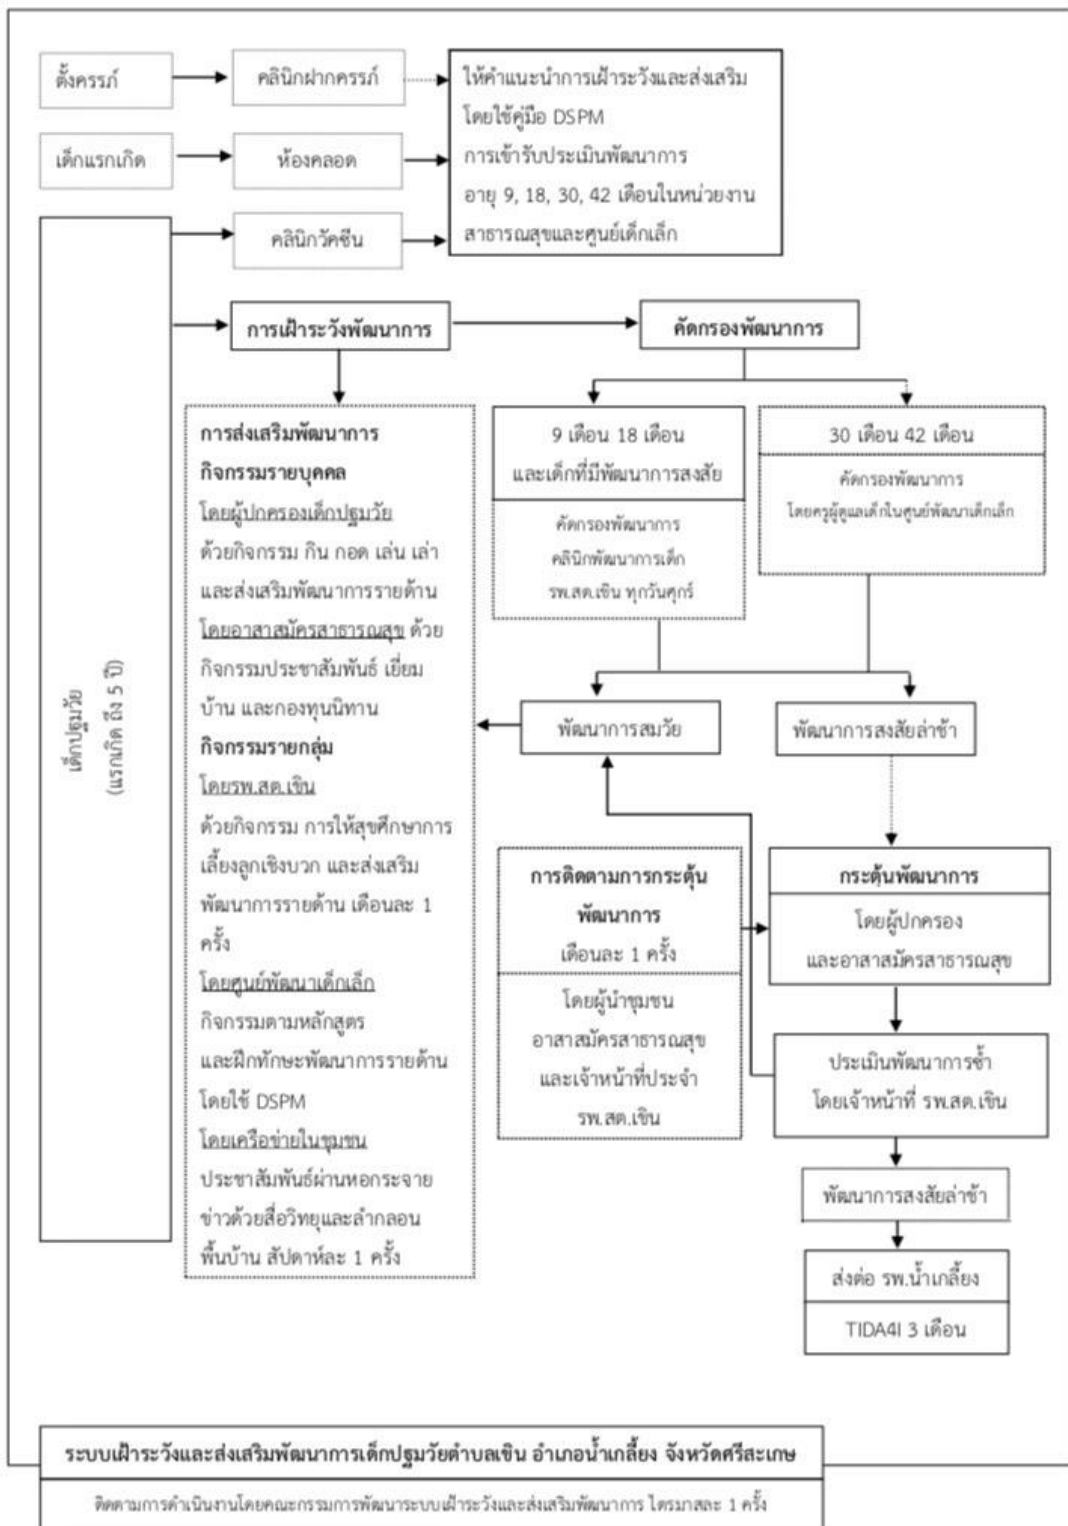 ตั้งครรภ์
คลินิกฝากครรภ์
ให้คำแนะนำการเฝ้าระวังและส่งเสริม
โดยใช้คู่มือ DSPM
การเข้ารับประเมินพัฒนาการ
อายุ 9, 18, 30, 42 เดือนในหน่วยงาน
สาธารณสุขและศูนย์เด็กเล็ก
เด็กแรกเกิด
ห้องคลอด
คลินิกวัคซีน
เด็กปฐมวัย
(แรกเกิด ถึง 5 ปี)
การเฝ้าระวังพัฒนาการ
คัดกรองพัฒนาการ
การส่งเสริมพัฒนาการ
กิจกรรมรายบุคคล
โดยผู้ปกครองเด็กปฐมวัย
ด้วยกิจกรรม กิน กอด เล่น เล่า
และส่งเสริมพัฒนาการรายด้าน
โดยอาสาสมัครสาธารณสุข ด้วย
กิจกรรมประชาสัมพันธ์ เยี่ยม
บ้าน และกองทุนนิทาน
กิจกรรมรายกลุ่ม
โดยรพ.สต.เขิน
ด้วยกิจกรรม การให้สุขศึกษาการ
เลี้ยงลูกเชิงบวก และส่งเสริม
พัฒนาการรายด้าน เดือนละ 1
ครั้ง
โดยศูนย์พัฒนาเด็กเล็ก
กิจกรรมตามหลักสูตร
และฝึกทักษะพัฒนาการรายด้าน
โดยใช้ DSPM
โดยเครือข่ายในชุมชน
ประชาสัมพันธ์ผ่านหอกระจาย
ข่าวด้วยสื่อวิทยุและลำกลอน
พื้นบ้าน สัปดาห์ละ 1 ครั้ง
9 เดือน 18 เดือน
และเด็กที่มีพัฒนาการสงสัย
คัดกรองพัฒนาการ
คลินิกพัฒนาการเด็ก
รพ.สต.เขิน ทุกวันศุกร์
30 เดือน 42 เดือน
คัดกรองพัฒนาการ
โดยครูผู้ดูแลเด็กในศูนย์พัฒนาเด็กเล็ก
พัฒนาการสมวัย
พัฒนาการสงสัยล่าช้า
การติดตามการกระตุ้น
พัฒนาการ
เดือนละ 1 ครั้ง
โดยผู้นำชุมชน
อาสาสมัครสาธารณสุข
และเจ้าหน้าที่ประจำ
รพ.สต.เขิน
กระตุ้นพัฒนาการ
โดยผู้ปกครอง
และอาสาสมัครสาธารณสุข
ประเมินพัฒนาการซ้ำ
โดยเจ้าหน้าที่ รพ.สต.เขิน
พัฒนาการสงสัยล่าช้า
ส่งต่อ รพ.น้ำเกลี้ยง
TIDA4I 3 เดือน
ระบบเฝ้าระวังและส่งเสริมพัฒนาการเด็กปฐมวัยตำบลเขิน อำเภอน้ำเกลี้ยง จังหวัดศรีสะเกษ
ติดตามการดำเนินงานโดยคณะกรรมการพัฒนาระบบเฝ้าระวังและส่งเสริมพัฒนาการ ไตรมาสละ 1 ครั้ง